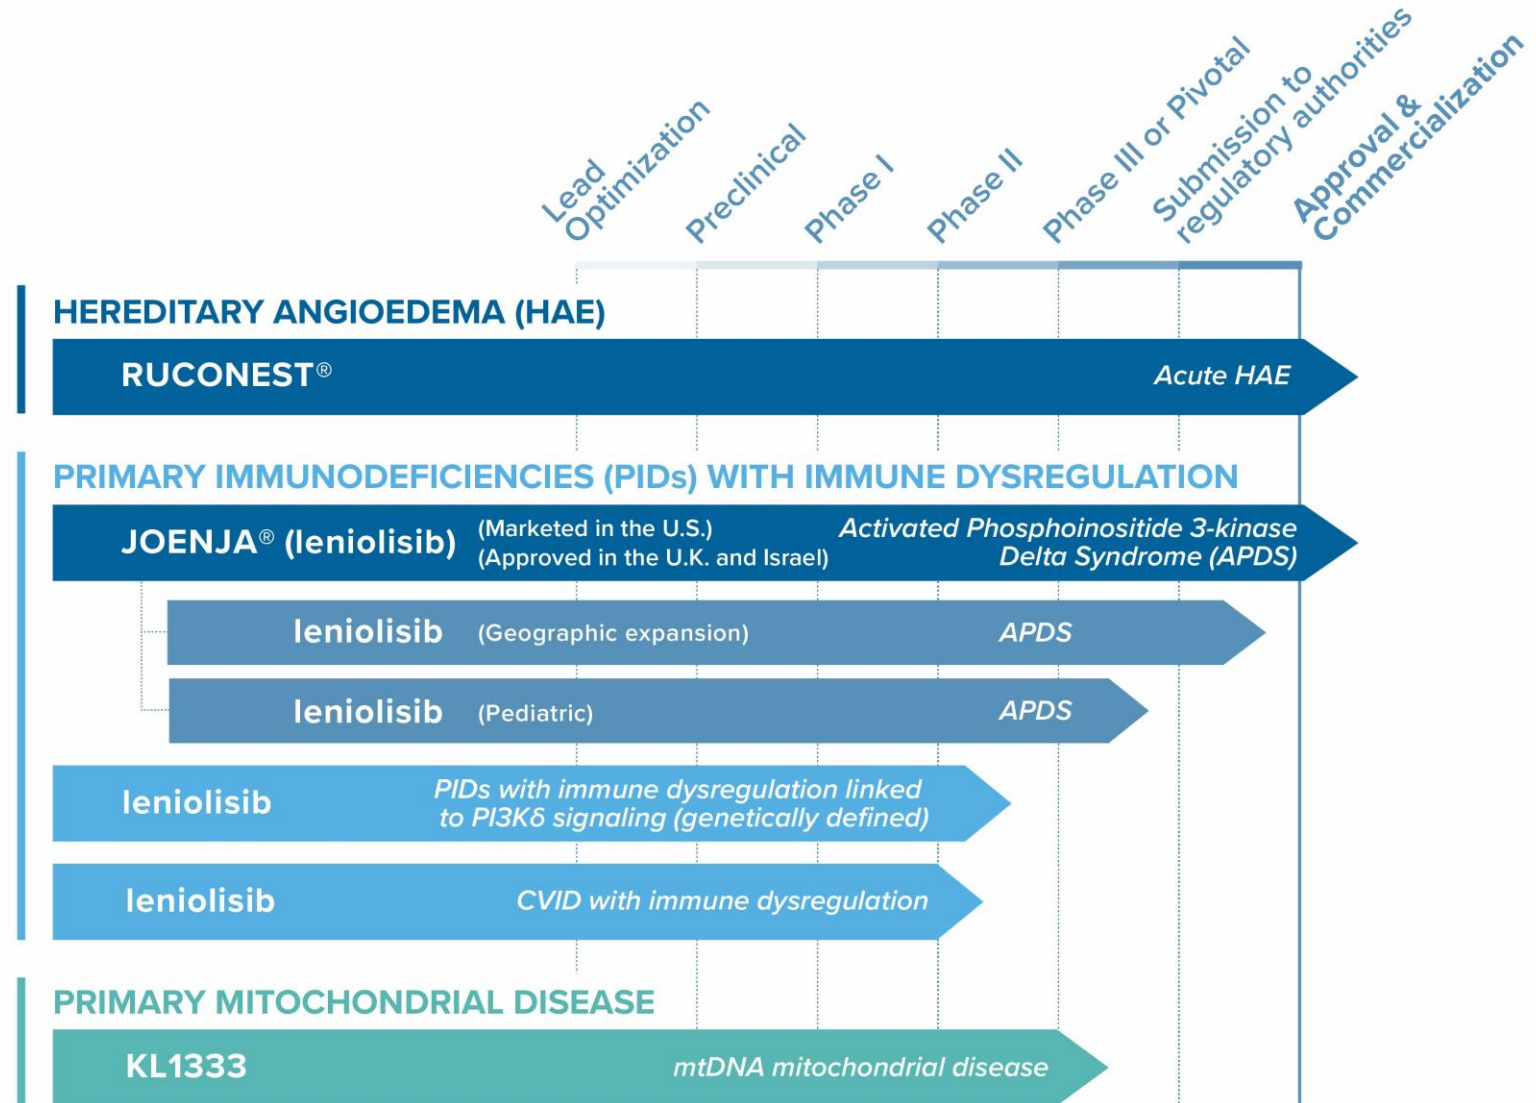 Lead
Optimization
Preclinical
Phase I
Phase II
Phase III or Pivotal
Submission to
regulatory authorities
Approval &
Commercialization
HEREDITARY ANGIOEDEMA (HAE)
RUCONEST®
Acute HAE
PRIMARY IMMUNODEFICIENCIES (PIDs) WITH IMMUNE DYSREGULATION
JOENJA® (leniolisib)
(Marketed in the U.S.)
(Approved in the U.K. and Israel)
Activated Phosphoinositide 3-kinase
Delta Syndrome (APDS)
leniolisib (Geographic expansion) APDS
leniolisib (Pediatric) APDS
leniolisib
PIDs with immune dysregulation linked
to PI3Kδ signaling (genetically defined)
leniolisib CVID with immune dysregulation
PRIMARY MITOCHONDRIAL DISEASE
KL1333 mtDNA mitochondrial disease